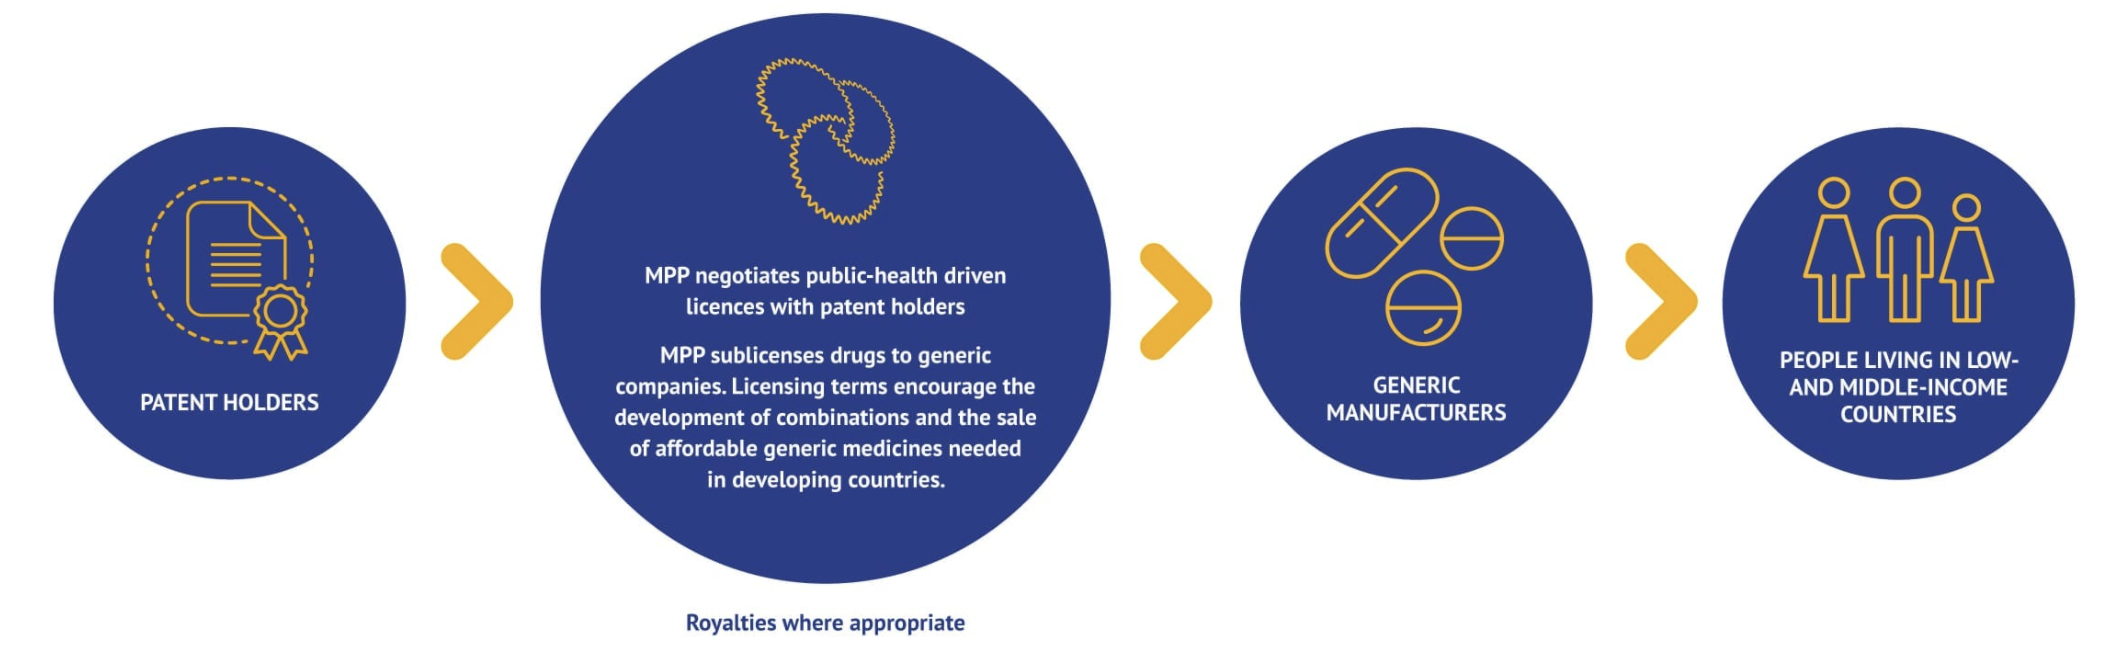 PATENT HOLDERS
MPP negotiates public-health driven
licences with patent holders
MPP sublicenses drugs to generic
companies. Licensing terms encourage the
development of combinations and the sale
of affordable generic medicines needed
in developing countries.
Royalties where appropriate
GENERIC
MANUFACTURERS
PEOPLE LIVING IN LOW-
AND MIDDLE-INCOME
COUNTRIES